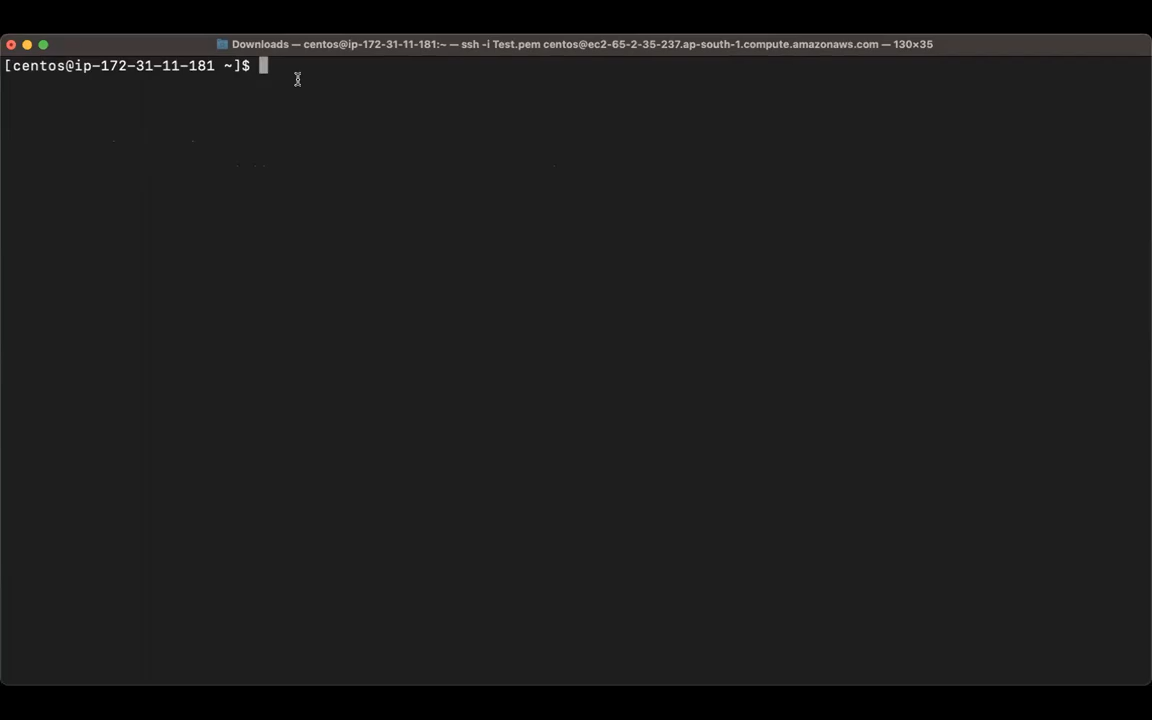 Downloads — centos@ip-172-31-11-181:~ — ssh -i Test.pem centos@ec2-65-2-35-237.ap-south-1.compute.amazonaws.com — 130×35
[centos@ip-172-31-11-181 ~]$